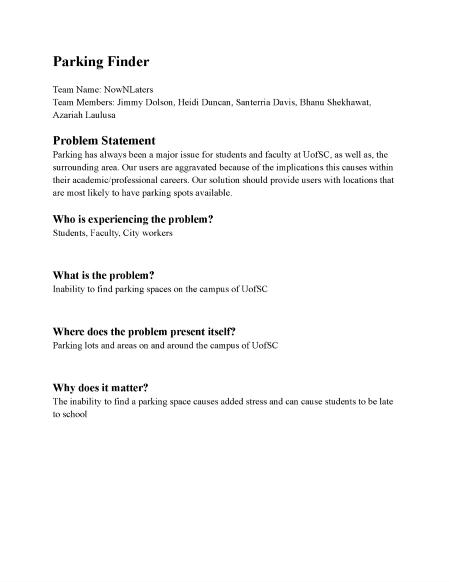 Parking Finder
Team Name: NowNLaters
Team Members: Jimmy Dolson, Heidi Duncan, Santerria Davis, Bhanu Shekhawat,
Azariah Laulusa
Problem Statement
Parking has always been a major issue for students and faculty at UofSC, as well as, the
surrounding area. Our users are aggravated because of the implications this causes within
their academic/professional careers. Our solution should provide users with locations that
are most likely to have parking spots available.
Who is experiencing the problem?
Students, Faculty, City workers
What is the problem?
Inability to find parking spaces on the campus of UofSC
Where does the problem present itself?
Parking lots and areas on and around the campus of UofSC
Why does it matter?
The inability to find a parking space causes added stress and can cause students to be late
to school